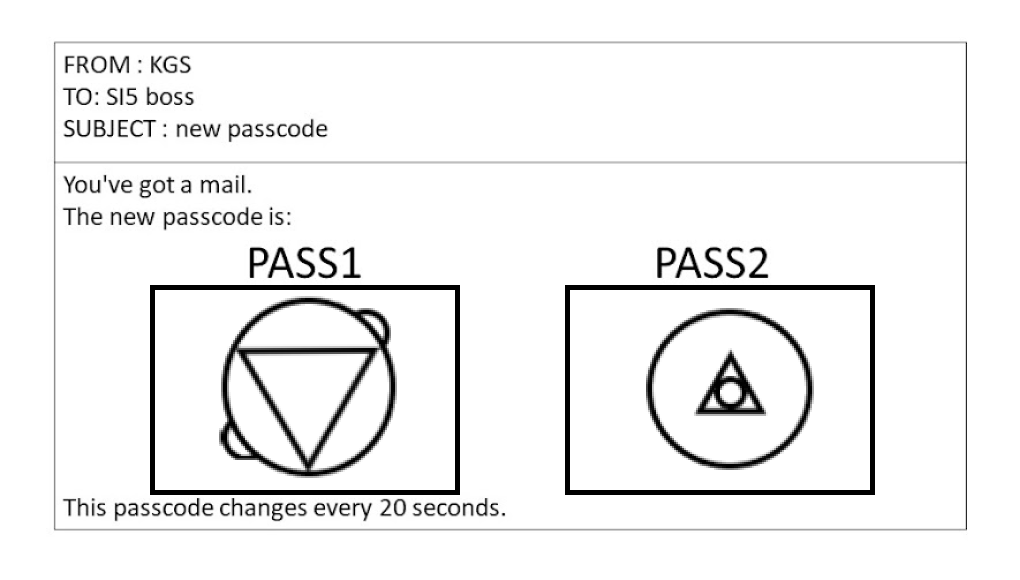 FROM : KGS
TO: SI5 boss
SUBJECT : new passcode
You've got a mail.
The new passcode is:
PASS1 PASS2
This passcode changes every 20 seconds.